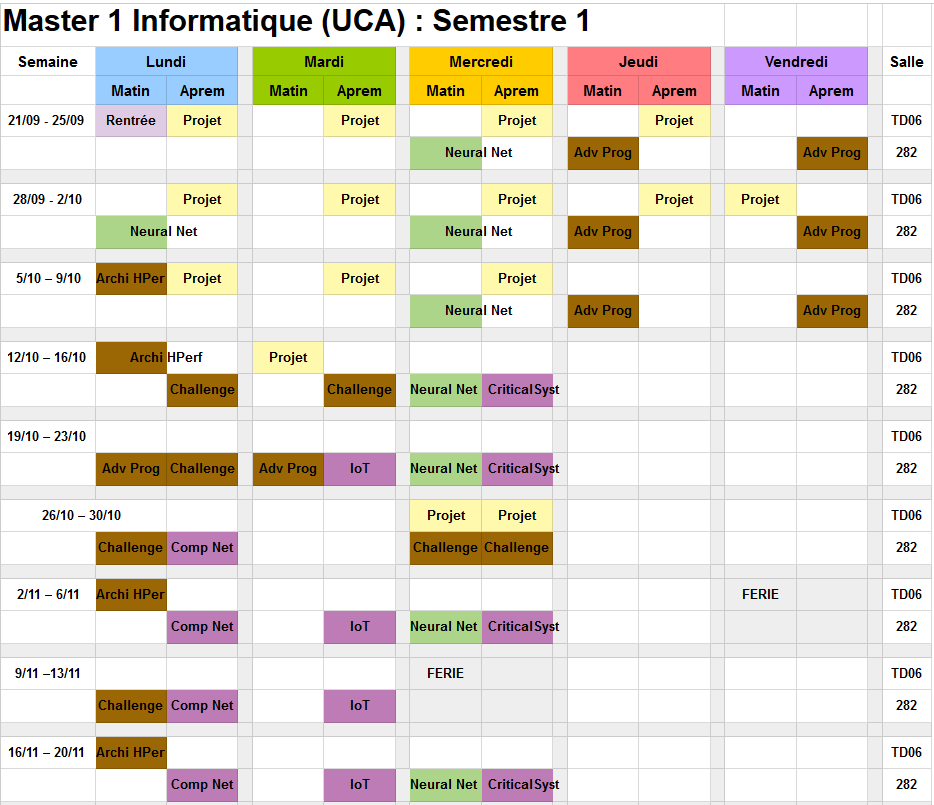 Master 1 Informatique (UCA) : Semestre 1
Semaine Lundi Mardi Mercredi Jeudi Vendredi Salle
Matin Aprem Matin Aprem Matin Aprem Matin Aprem Matin Aprem
21/09 - 25/09 Rentrée Projet Projet Projet Projet TD06
Neural Net Adv Prog Adv Prog 282
28/09 - 2/10 Projet Projet Projet Projet Projet TD06
Neural Net Neural Net Adv Prog Adv Prog 282
5/10 – 9/10 Archi HPer Projet Projet Projet TD06
Neural Net Adv Prog Adv Prog 282
12/10 – 16/10 Archi HPerf Projet TD06
Challenge Challenge Neural Net CriticalSyst 282
19/10 – 23/10 TD06
Adv Prog Challenge Adv Prog IoT Neural Net CriticalSyst 282
26/10 – 30/10 Projet Projet TD06
Challenge Comp Net Challenge Challenge 282
2/11 – 6/11 Archi HPer FERIE TD06
Comp Net IoT Neural Net CriticalSyst 282
9/11 –13/11 FERIE TD06
Challenge Comp Net IoT 282
16/11 – 20/11 Archi HPer TD06
Comp Net IoT Neural Net CriticalSyst 282